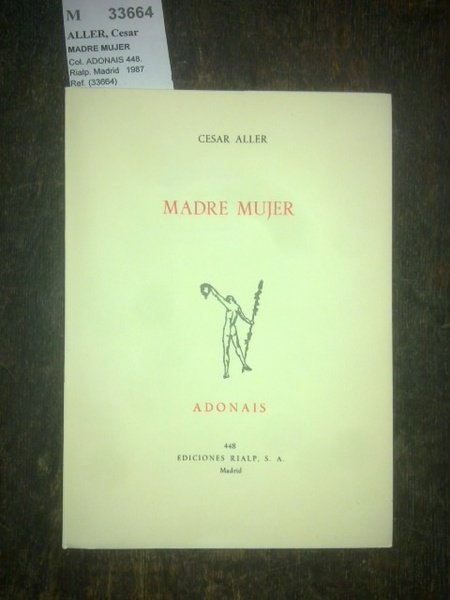 M 33664
ALLER, Cesar
MADRE MUJER
Col. ADONAIS 448.
Rialp. Madrid 1987
Ref. (33664)
CESAR ALLER
MADRE MUJER
ADONAIS
448
EDICIONES RIALP, S. A.
Madrid